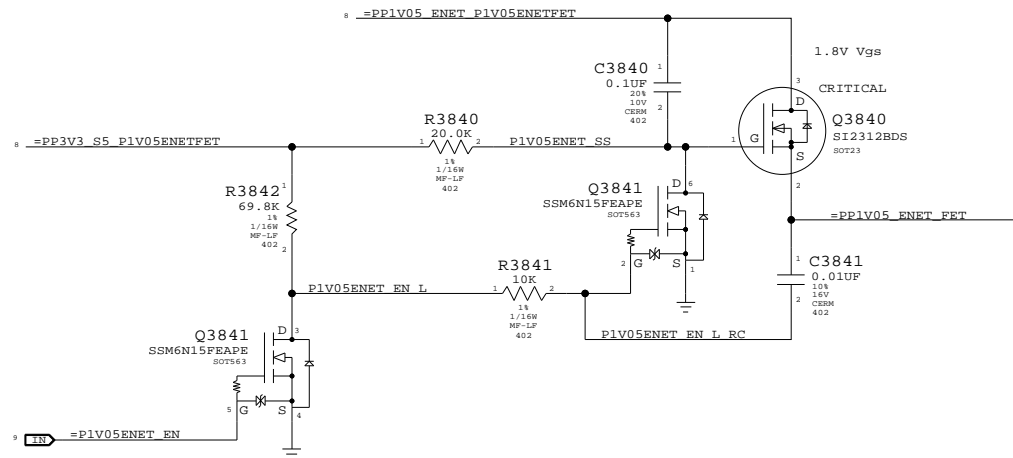 8 =PP1V05_ENET_P1V05ENETFET
1.8V Vgs
C3840
0.1UF
20%
10V
CERM
402
1
2
3
CRITICAL
D
Q3840
SI2312BDS
SOT23
1
G
S
2
R3840
20.0K
1 2
1%
1/16W
MF-LF
402
P1V05ENET_SS
8 =PP3V3_S5_P1V05ENETFET
R3842
69.8K
1%
1/16W
MF-LF
402
1
2
Q3841
SSM6N15FEAPE
SOT563
D 6
2 G S 1
=PP1V05_ENET_FET
C3841
0.01UF
10%
16V
CERM
402
1
2
P1V05ENET_EN_L
R3841
10K
1 2
1%
1/16W
MF-LF
402
P1V05ENET_EN_L_RC
Q3841
SSM6N15FEAPE
SOT563
D 3
5 G S 4
9 IN =P1V05ENET_EN